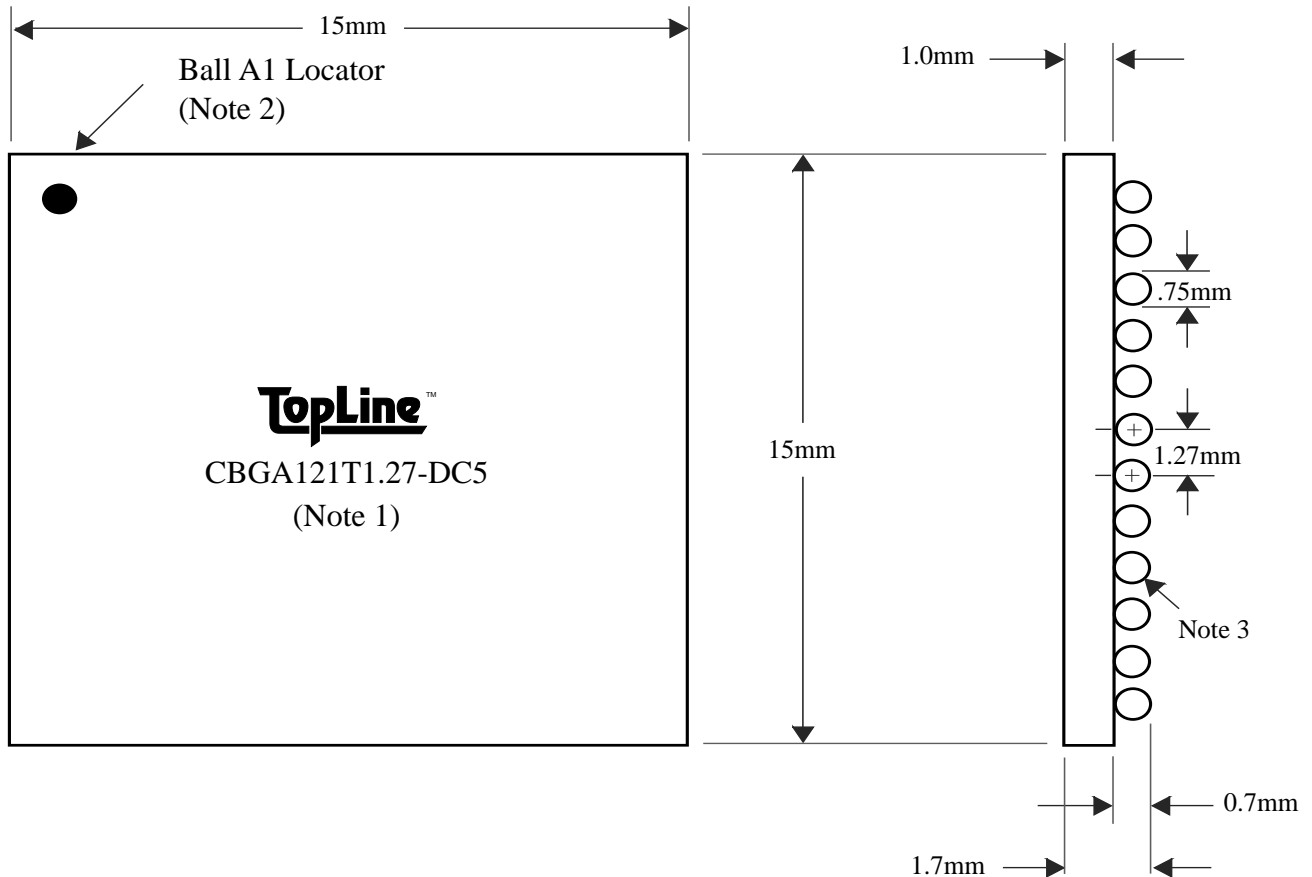 15mm
Ball A1 Locator
(Note 2)
1.0mm
.75mm
TopLine™
CBGA121T1.27-DC5
(Note 1)
15mm
1.27mm
Note 3
0.7mm
1.7mm